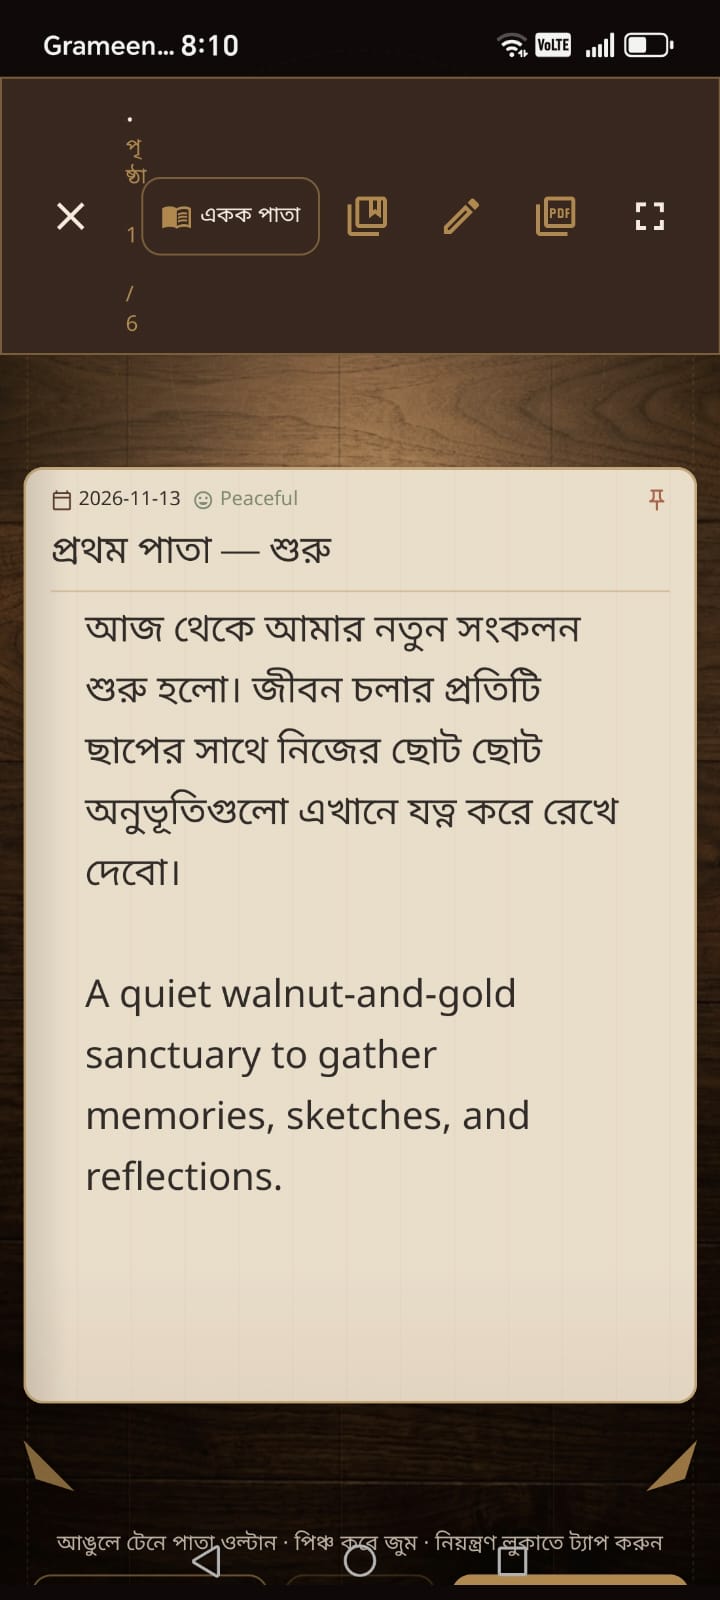 Grameen... 8:10
VoLTE
.
পৃ
ষ্ঠা
1
/
6
একক পাতা
PDF
2026-11-13 Peaceful
প্রথম পাতা — শুরু
আজ থেকে আমার নতুন সংকলন
শুরু হলো। জীবন চলার প্রতিটি
ছাপের সাথে নিজের ছোট ছোট
অনুভূতিগুলো এখানে যত্ন করে রেখে
দেবো।
A quiet walnut-and-gold
sanctuary to gather
memories, sketches, and
reflections.
আঙুলে টেনে পাতা ওল্টান · পিঞ্চ করে জুম · নিয়ন্ত্রণ লুকাতে ট্যাপ করুন